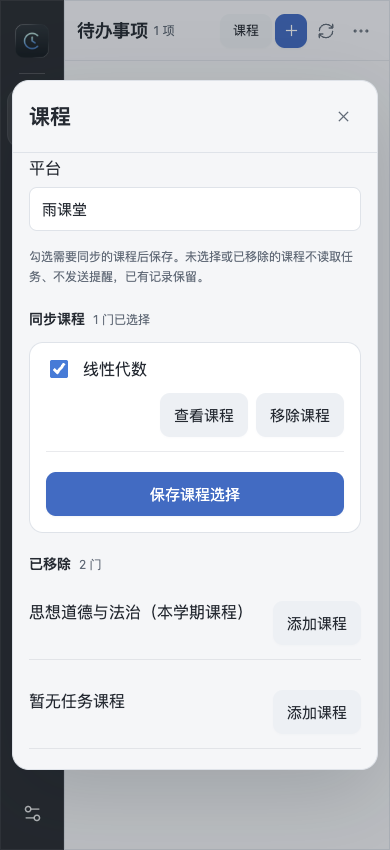 待办事项 1 项 课程
课程
平台
雨课堂
勾选需要同步的课程后保存。未选择或已移除的课程不读取任
务、不发送提醒，已有记录保留。
同步课程 1 门已选择
线性代数
查看课程 移除课程
保存课程选择
已移除 2 门
思想道德与法治（本学期课程） 添加课程
暂无任务课程 添加课程